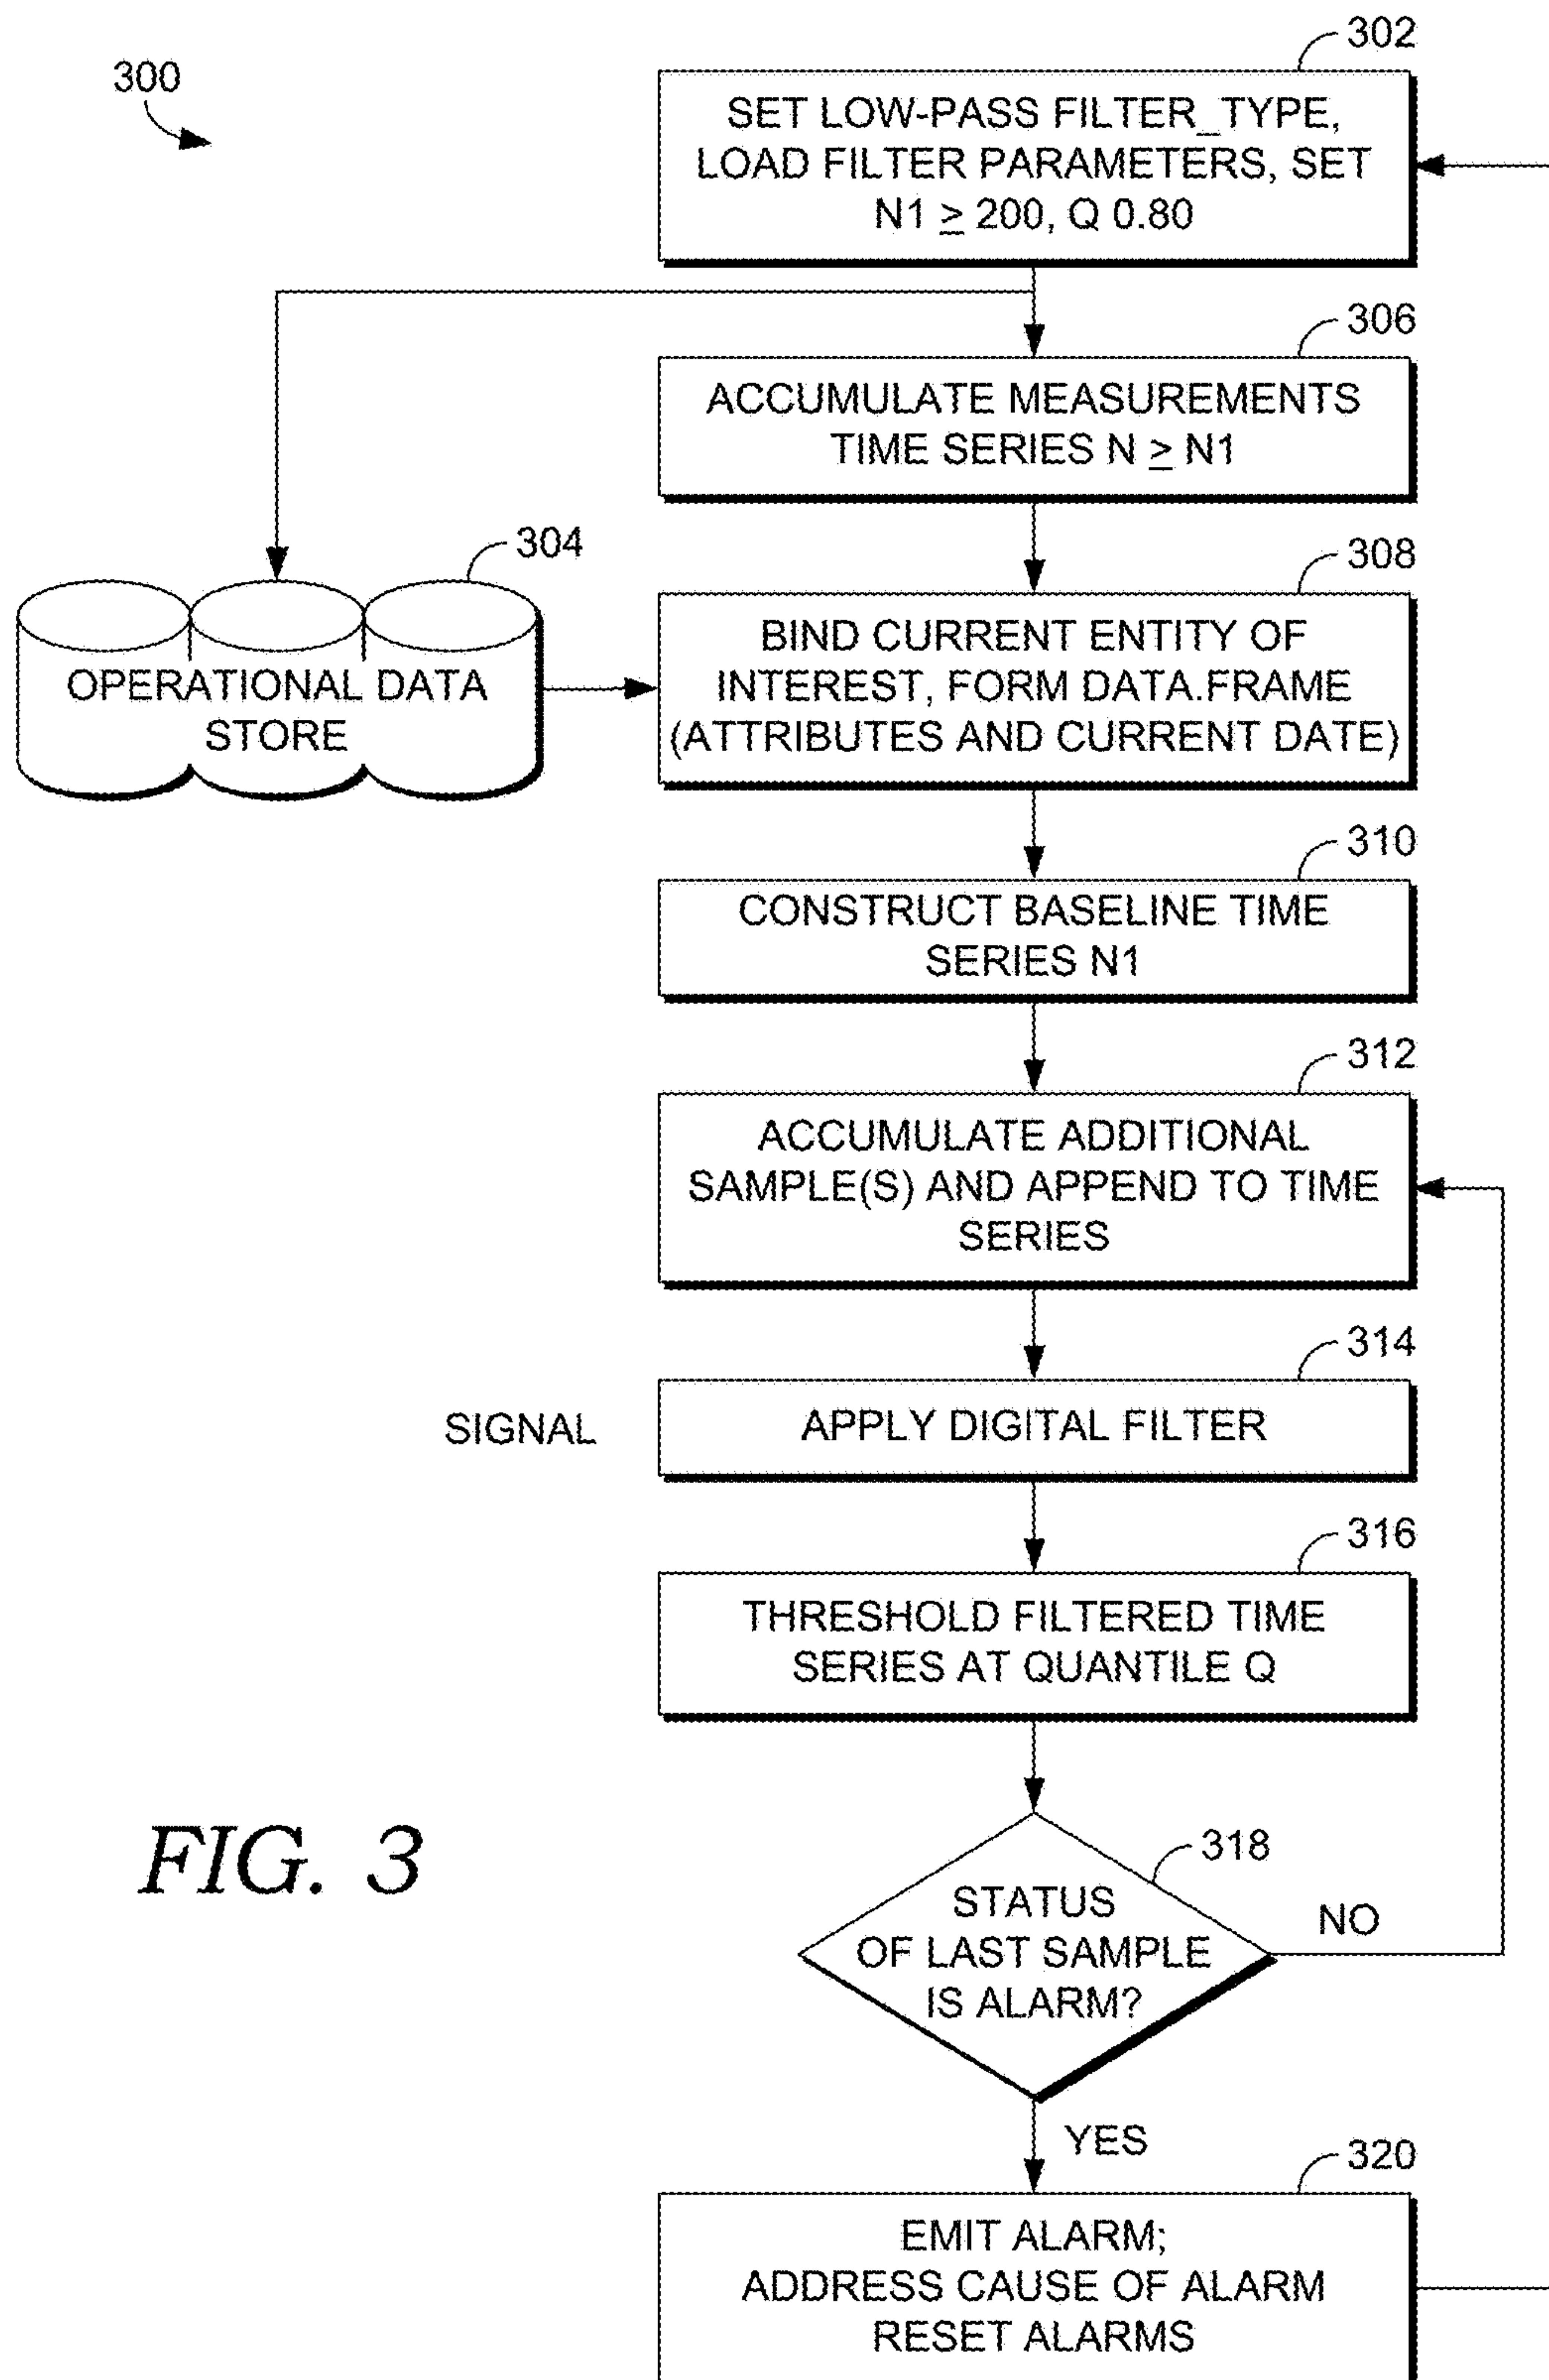 300
302
SET LOW-PASS FILTER_TYPE,
LOAD FILTER PARAMETERS, SET
N1 ≥ 200, Q 0.80
306
ACCUMULATE MEASUREMENTS
TIME SERIES N ≥ N1
304
OPERATIONAL DATA
STORE
308
BIND CURRENT ENTITY OF
INTEREST, FORM DATA.FRAME
(ATTRIBUTES AND CURRENT DATE)
310
CONSTRUCT BASELINE TIME
SERIES N1
312
ACCUMULATE ADDITIONAL
SAMPLE(S) AND APPEND TO TIME
SERIES
314
SIGNAL
APPLY DIGITAL FILTER
316
THRESHOLD FILTERED TIME
SERIES AT QUANTILE Q
FIG. 3
318
STATUS
OF LAST SAMPLE
IS ALARM?
NO
YES
320
EMIT ALARM;
ADDRESS CAUSE OF ALARM
RESET ALARMS